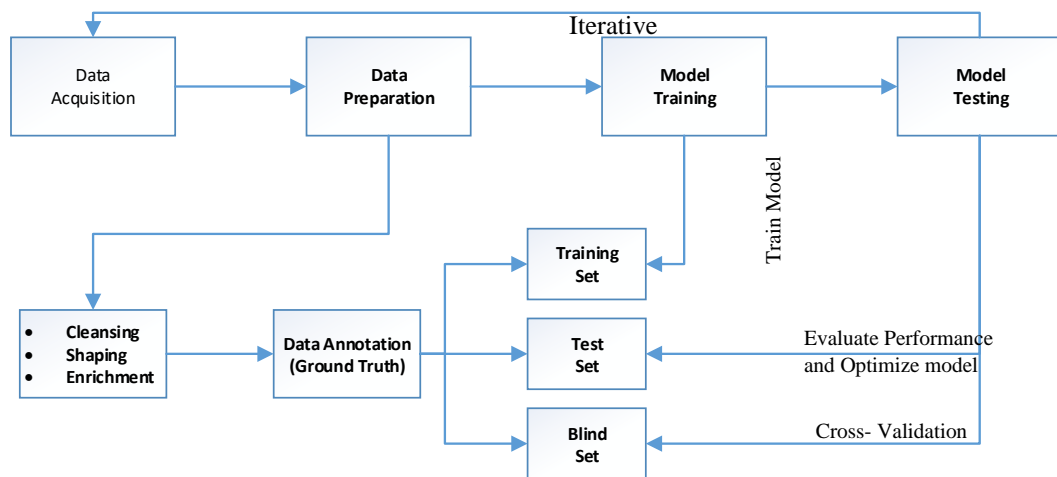 Iterative
Data
Acquisition
Data
Preparation
Model
Training
Model
Testing
Train Model
Training
Set
• Cleansing
• Shaping
• Enrichment
Data Annotation
(Ground Truth)
Test
Set
Evaluate Performance
and Optimize model
Blind
Set
Cross- Validation